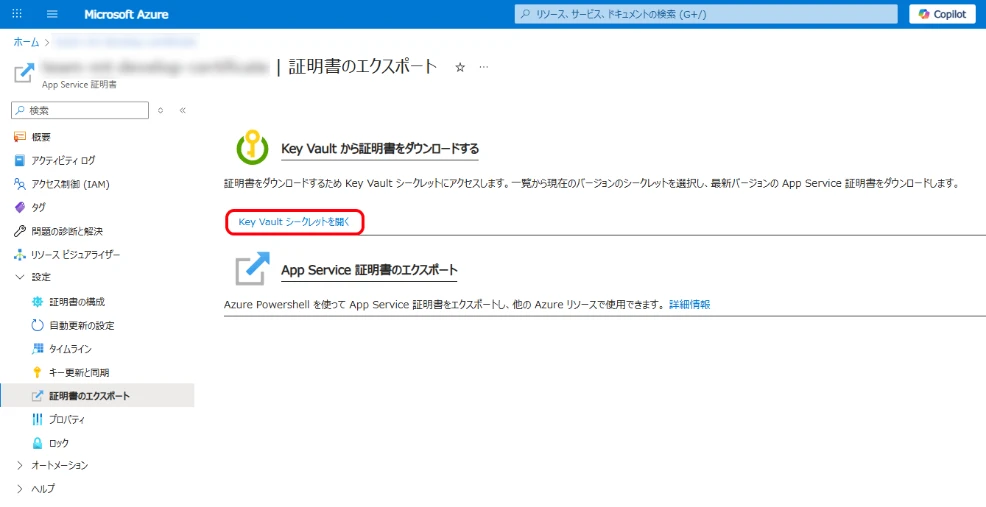 Microsoft Azure
リソース、サービス、ドキュメントの検索 (G+/)
Copilot
ホーム >
| 証明書のエクスポート ☆ …
App Service 証明書
検索
概要
アクティビティ ログ
アクセス制御 (IAM)
タグ
問題の診断と解決
リソース ビジュアライザー
設定
証明書の構成
自動更新の設定
タイムライン
キー更新と同期
証明書のエクスポート
プロパティ
ロック
オートメーション
ヘルプ
Key Vault から証明書をダウンロードする
証明書をダウンロードするため Key Vault シークレットにアクセスします。一覧から現在のバージョンのシークレットを選択し、最新バージョンの App Service 証明書をダウンロードします。
Key Vault シークレットを開く
App Service 証明書のエクスポート
Azure Powershell を使って App Service 証明書をエクスポートし、他の Azure リソースで使用できます。 詳細情報